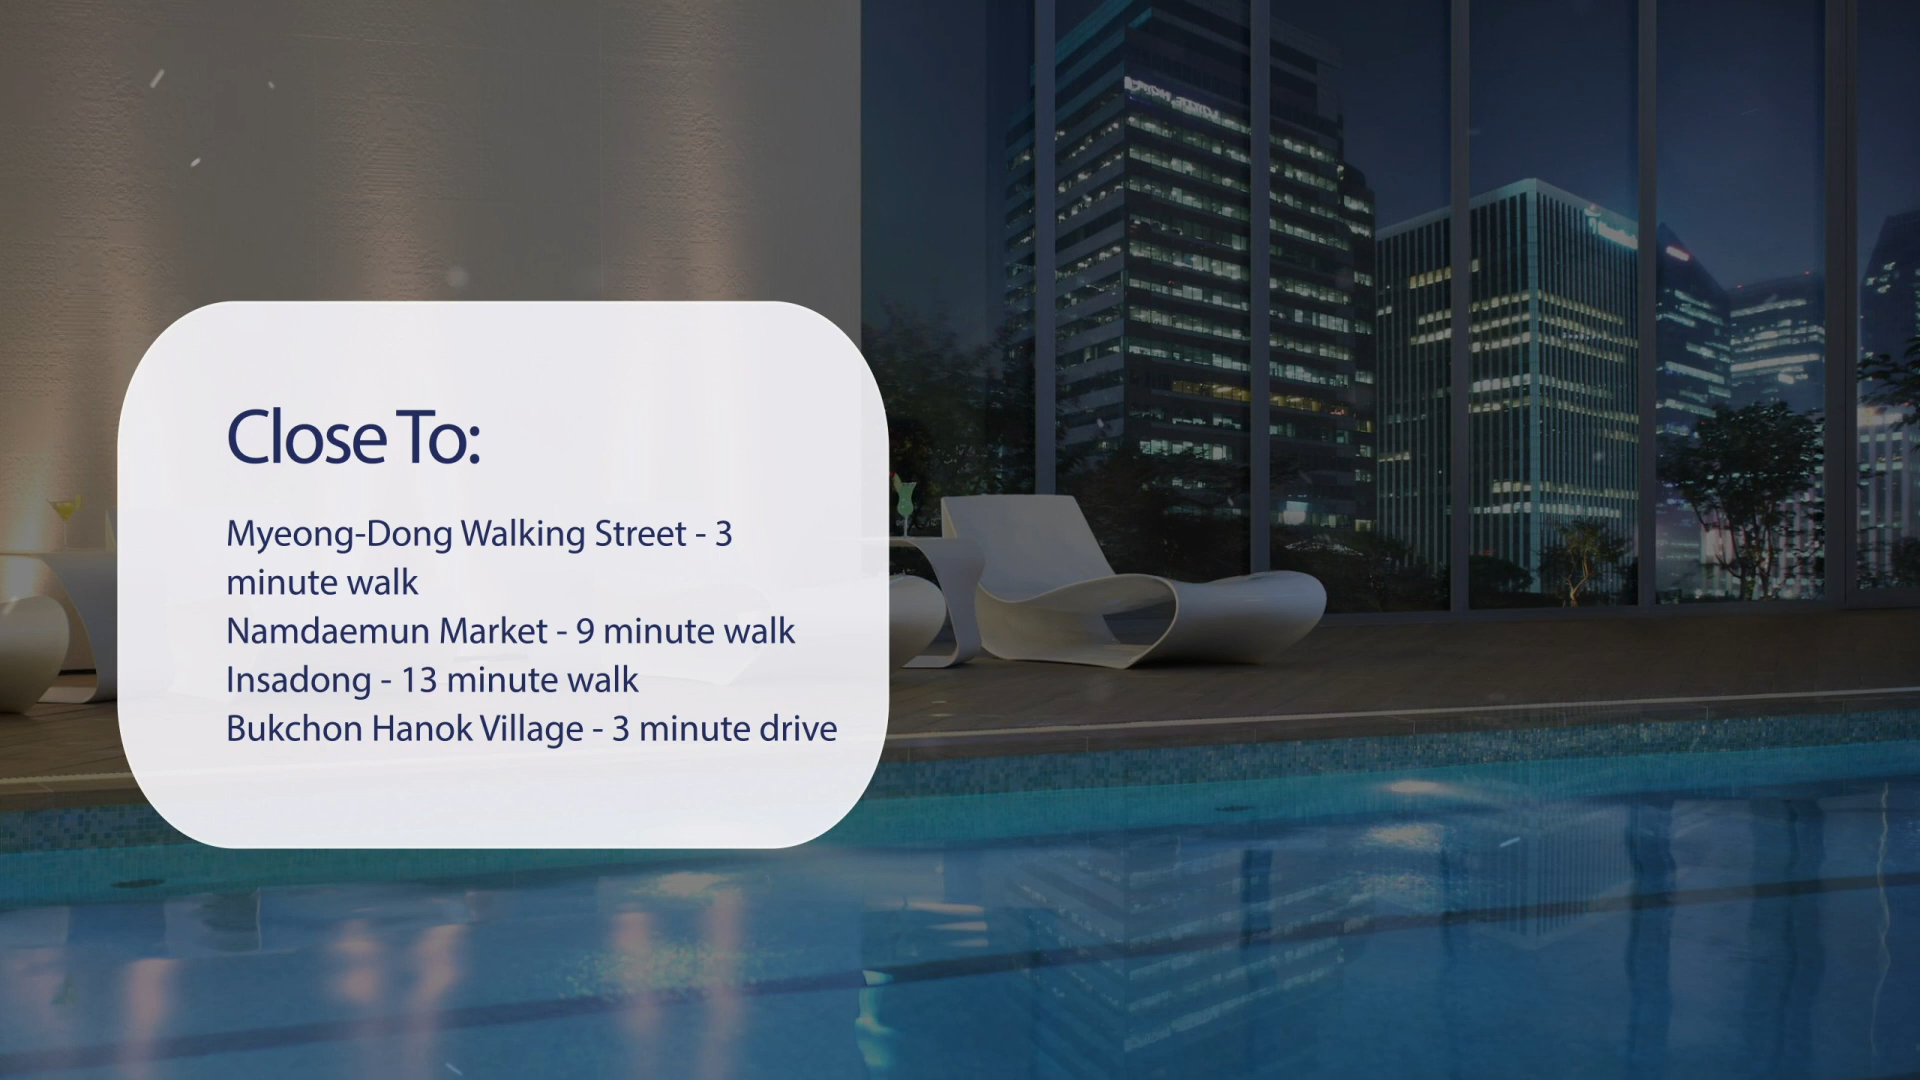 Close To:
Myeong-Dong Walking Street - 3
minute walk
Namdaemun Market - 9 minute walk
Insadong - 13 minute walk
Bukchon Hanok Village - 3 minute drive